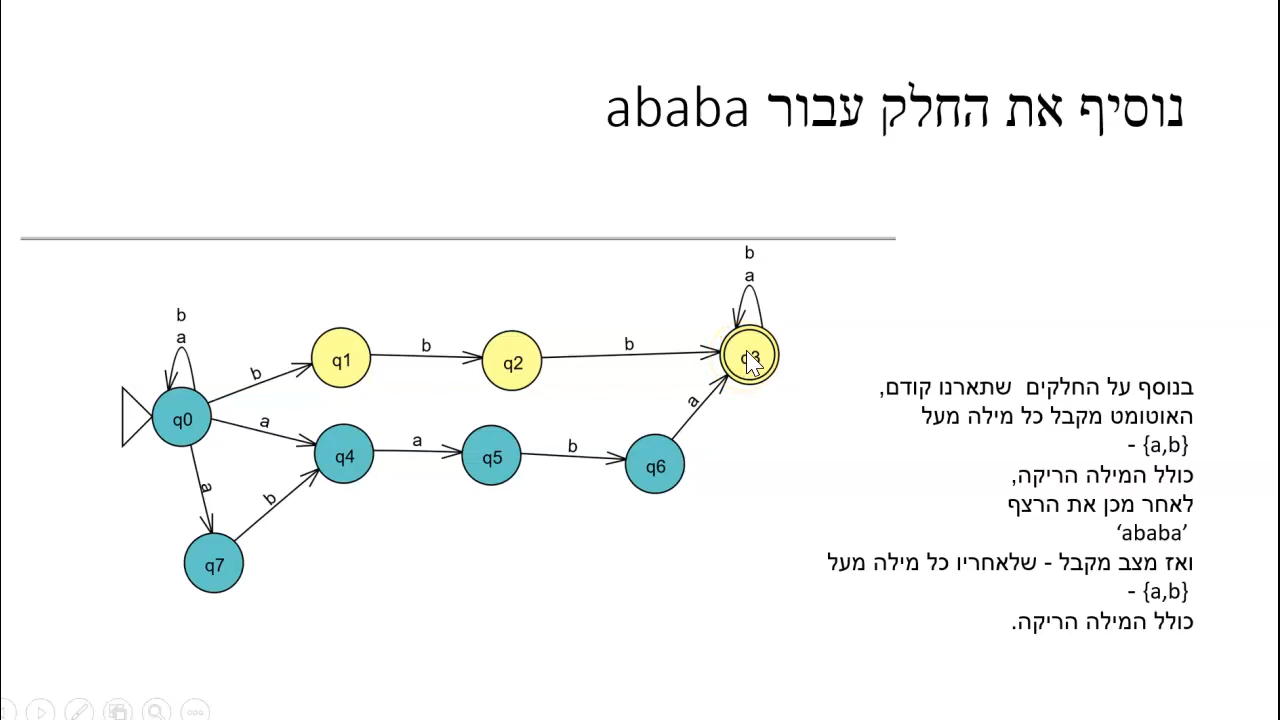 נוסיף את החלק עבור ababa
b
a
b
a
q0
b
q1
b
q2
b
q3
a
q4
a
q5
b
q6
a
a
b
q7
בנוסף על החלקים שתארנו קודם,
האוטומט מקבל כל מילה מעל
{a,b} -
כולל המילה הריקה,
לאחר מכן את הרצף
‘ababa’
ואז מצב מקבל - שלאחריו כל מילה מעל
{a,b} -
כולל המילה הריקה.